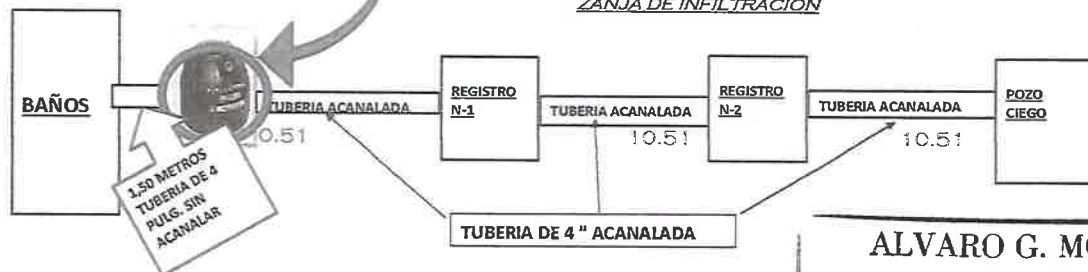 ZANJA DE INFILTRACION
BAÑOS
TUBERIA ACANALADA
0.51
REGISTRO
N-1
TUBERIA ACANALADA
10.51
REGISTRO
N-2
TUBERIA ACANALADA
10.51
POZO
CIEGO
1,50 METROS
TUBERIA DE 4
PULG. SIN
ACANALAR
TUBERIA DE 4 " ACANALADA
ALVARO G.